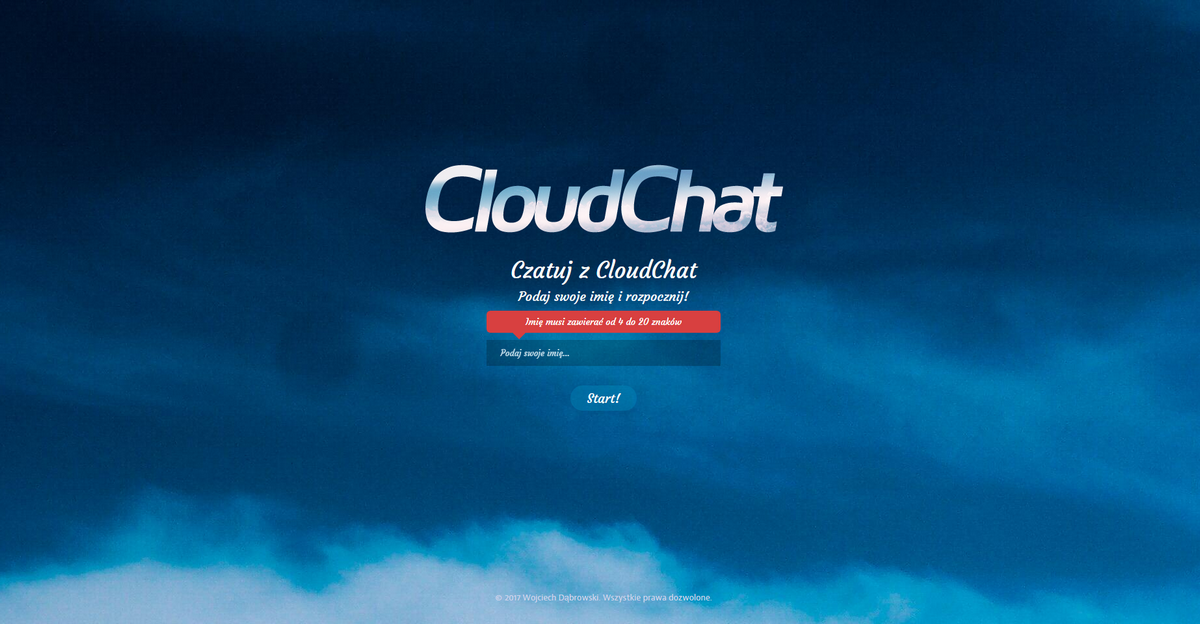 CloudChat
Czatuj z CloudChat
Podaj swoje imię i rozpocznij!
Imię musi zawierać od 4 do 20 znaków
Podaj swoje imię...
Start!
© 2017 Wojciech Dąbrowski. Wszystkie prawa dozwolone.